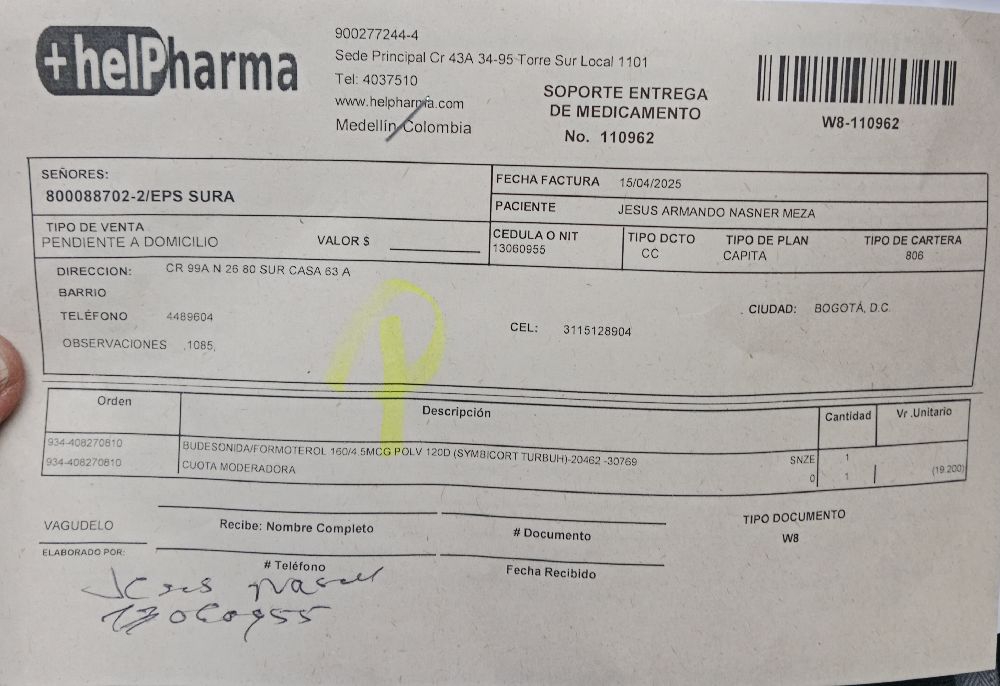 +helPharma
900277244-4
Sede Principal Cr 43A 34-95 Torre Sur Local 1101
Tel: 4037510
www.helpharma.com
Medellín/Colombia
SOPORTE ENTREGA
DE MEDICAMENTO
No. 110962
W8-110962
SEÑORES:
800088702-2/EPS SURA
FECHA FACTURA 15/04/2025
PACIENTE JESUS ARMANDO NASNER MEZA
TIPO DE VENTA
PENDIENTE A DOMICILIO VALOR $
CEDULA O NIT TIPO DCTO TIPO DE PLAN TIPO DE CARTERA
13060955 CC CAPITA 806
DIRECCION: CR 99A N 26 80 SUR CASA 63 A
BARRIO
CIUDAD: BOGOTÁ, D.C.
TELÉFONO 4489604
CEL: 3115128904
OBSERVACIONES .1085,
P
Orden Descripción Cantidad Vr .Unitario
934-408270810 BUDESONIDA/FORMOTEROL 160/4.5MCG POLV 120D (SYMBICORT TURBUH)-20462 -30769 SNZE 1
934-408270810 CUOTA MODERADORA 0 1 (19.200)
VAGUDELO
ELABORADO POR:
Recibe: Nombre Completo # Documento
TIPO DOCUMENTO
W8
# Teléfono Fecha Recibido
Jesus Nasner
13060955